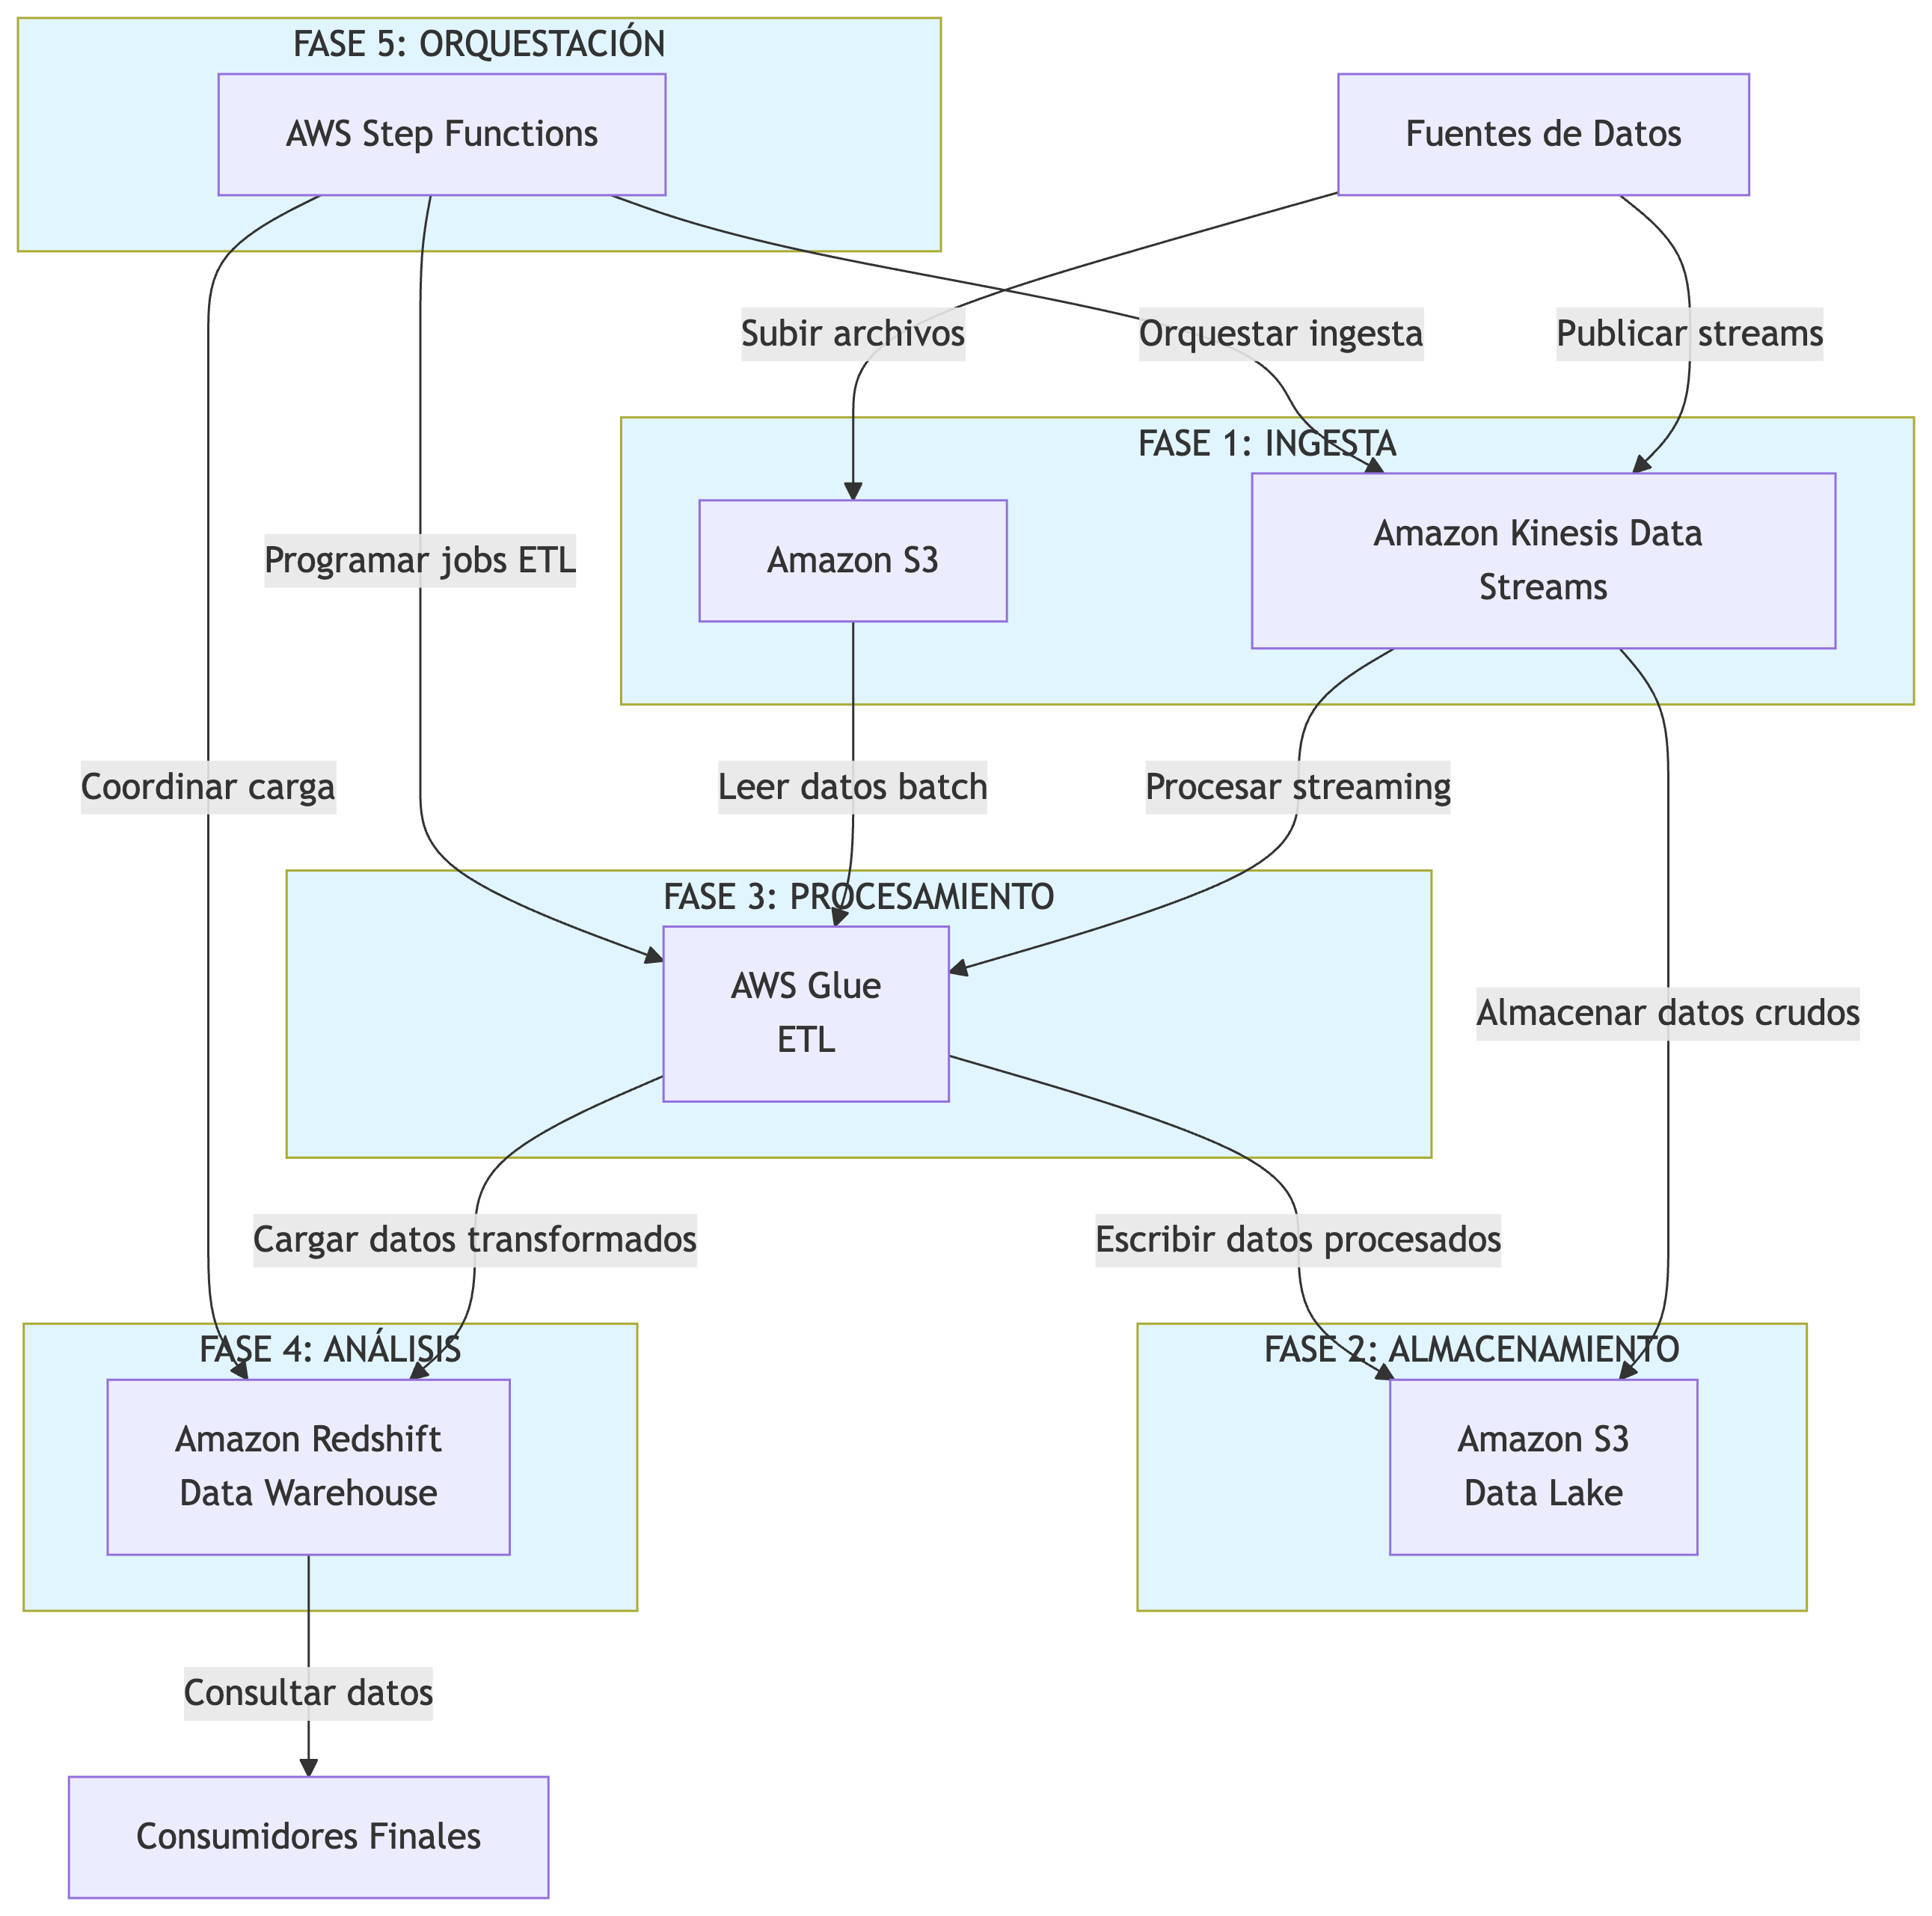 FASE 5: ORQUESTACIÓN
AWS Step Functions
Fuentes de Datos
Subir archivos
Orquestar ingesta
Publicar streams
FASE 1: INGESTA
Amazon S3
Amazon Kinesis Data
Streams
Programar jobs ETL
Coordinar carga
Leer datos batch
Procesar streaming
FASE 3: PROCESAMIENTO
AWS Glue
ETL
Almacenar datos crudos
Cargar datos transformados
Escribir datos procesados
FASE 4: ANÁLISIS
Amazon Redshift
Data Warehouse
FASE 2: ALMACENAMIENTO
Amazon S3
Data Lake
Consultar datos
Consumidores Finales